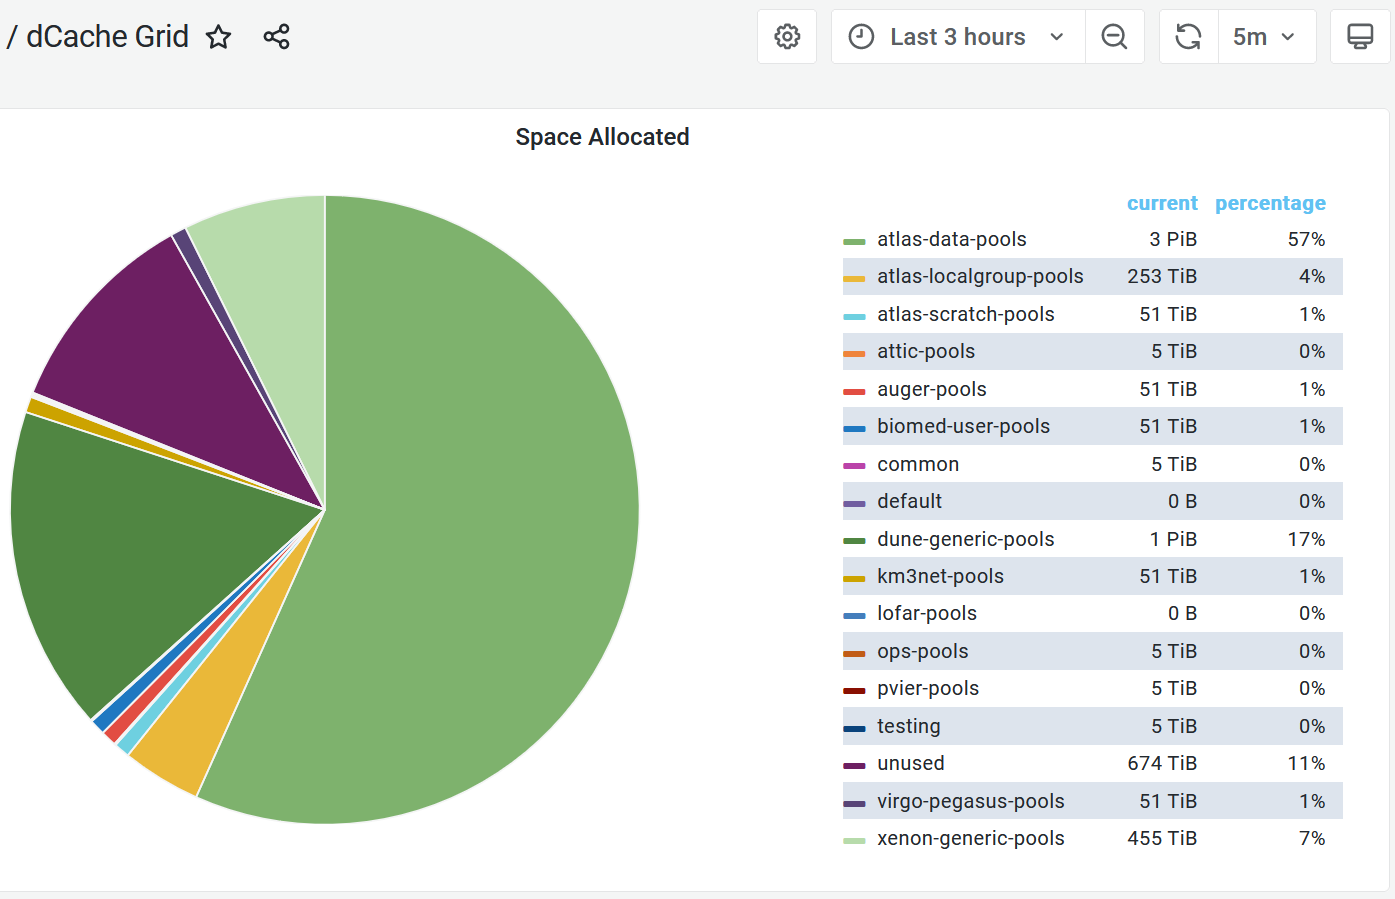 / dCache Grid
Last 3 hours
5m
Space Allocated
current percentage
atlas-data-pools 3 PiB 57%
atlas-localgroup-pools 253 TiB 4%
atlas-scratch-pools 51 TiB 1%
attic-pools 5 TiB 0%
auger-pools 51 TiB 1%
biomed-user-pools 51 TiB 1%
common 5 TiB 0%
default 0 B 0%
dune-generic-pools 1 PiB 17%
km3net-pools 51 TiB 1%
lofar-pools 0 B 0%
ops-pools 5 TiB 0%
pvier-pools 5 TiB 0%
testing 5 TiB 0%
unused 674 TiB 11%
virgo-pegasus-pools 51 TiB 1%
xenon-generic-pools 455 TiB 7%